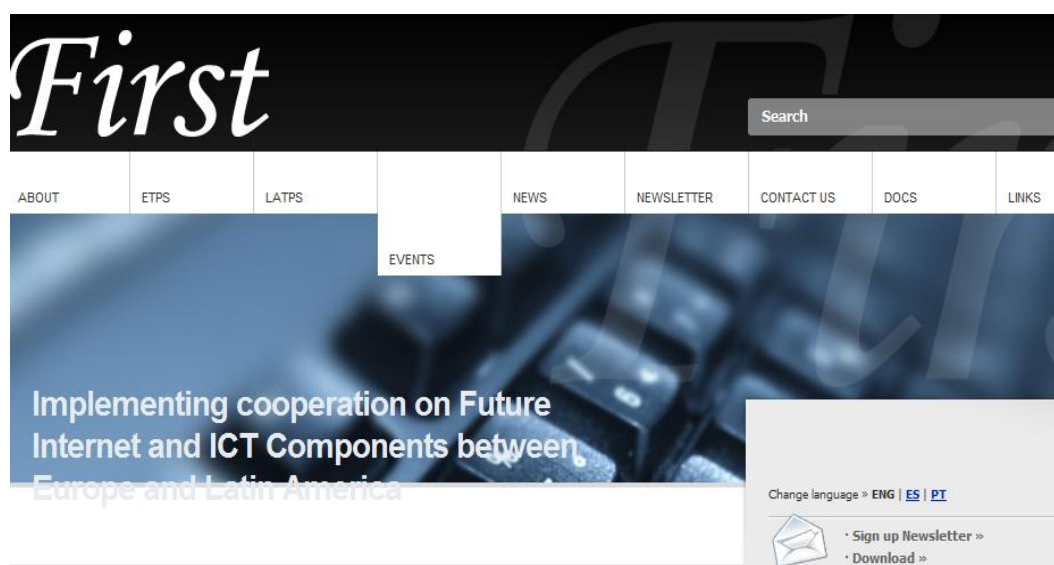 First
Search
ABOUT ETPS LATPS EVENTS NEWS NEWSLETTER CONTACT US DOCS LINKS
Implementing cooperation on Future
Internet and ICT Components between
Europe and Latin America
Change language » ENG | ES | PT
· Sign up Newsletter »
· Download »